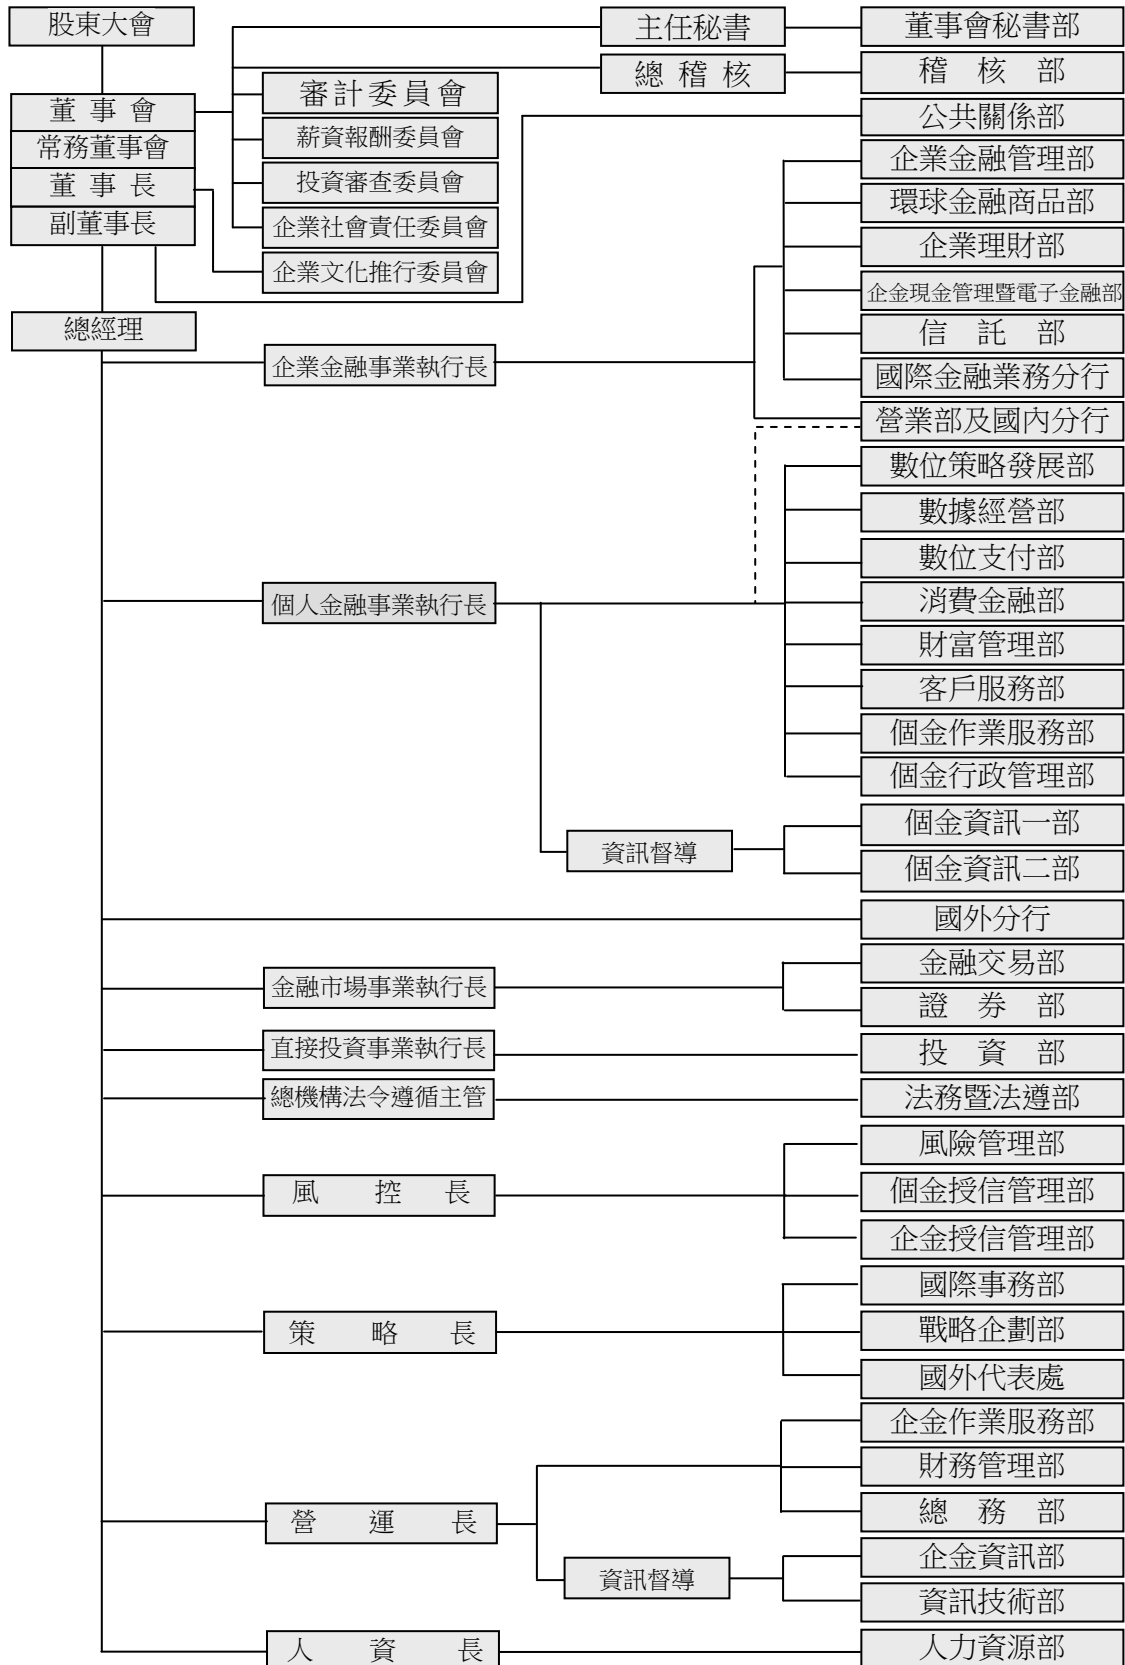 股東大會
主任秘書
董事會秘書部
總稽核
稽核部
審計委員會
董事會
公共關係部
薪資報酬委員會
常務董事會
企業金融管理部
投資審查委員會
董事長
環球金融商品部
副董事長
企業社會責任委員會
企業理財部
企業文化推行委員會
企金現金管理暨電子金融部
總經理
信託部
企業金融事業執行長
國際金融業務分行
營業部及國內分行
數位策略發展部
數據經營部
數位支付部
個人金融事業執行長
消費金融部
財富管理部
客戶服務部
個金作業服務部
個金行政管理部
個金資訊一部
資訊督導
個金資訊二部
國外分行
金融交易部
金融市場事業執行長
證券部
直接投資事業執行長
投資部
總機構法令遵循主管
法務暨法遵部
風險管理部
風控長
個金授信管理部
企金授信管理部
國際事務部
策略長
戰略企劃部
國外代表處
企金作業服務部
財務管理部
營運長
總務部
企金資訊部
資訊督導
資訊技術部
人資長
人力資源部